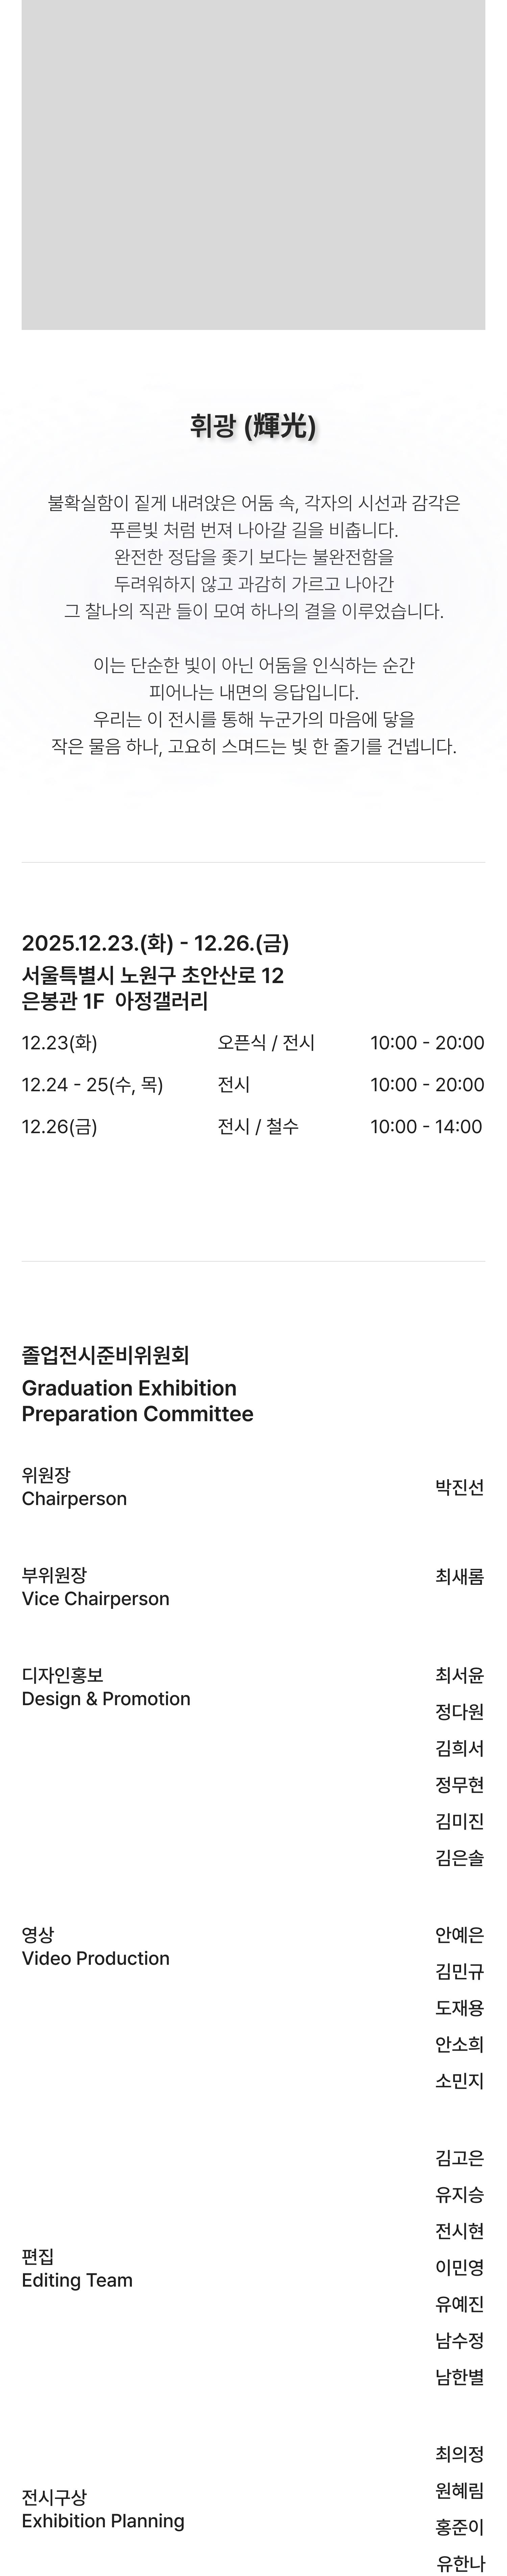 휘광 (輝光)
불확실함이 짙게 내려앉은 어둠 속, 각자의 시선과 감각은
푸른빛 처럼 번져 나아갈 길을 비춥니다.
완전한 정답을 좇기 보다는 불완전함을
두려워하지 않고 과감히 가르고 나아간
그 찰나의 직관 들이 모여 하나의 결을 이루었습니다.
이는 단순한 빛이 아닌 어둠을 인식하는 순간
피어나는 내면의 응답입니다.
우리는 이 전시를 통해 누군가의 마음에 닿을
작은 물음 하나, 고요히 스며드는 빛 한 줄기를 건넵니다.
2025.12.23.(화) - 12.26.(금)
서울특별시 노원구 초안산로 12
은봉관 1F 아정갤러리
12.23(화) 오픈식 / 전시 10:00 - 20:00
12.24 - 25(수, 목) 전시 10:00 - 20:00
12.26(금) 전시 / 철수 10:00 - 14:00
졸업전시준비위원회
Graduation Exhibition
Preparation Committee
위원장
Chairperson
박진선
부위원장
Vice Chairperson
최새롬
디자인홍보
Design & Promotion
최서윤
정다원
김희서
정무현
김미진
김은솔
영상
Video Production
안예은
김민규
도재용
안소희
소민지
편집
Editing Team
김고은
유지승
전시현
이민영
유예진
남수정
남한별
전시구상
Exhibition Planning
최의정
원혜림
홍준이
유한나